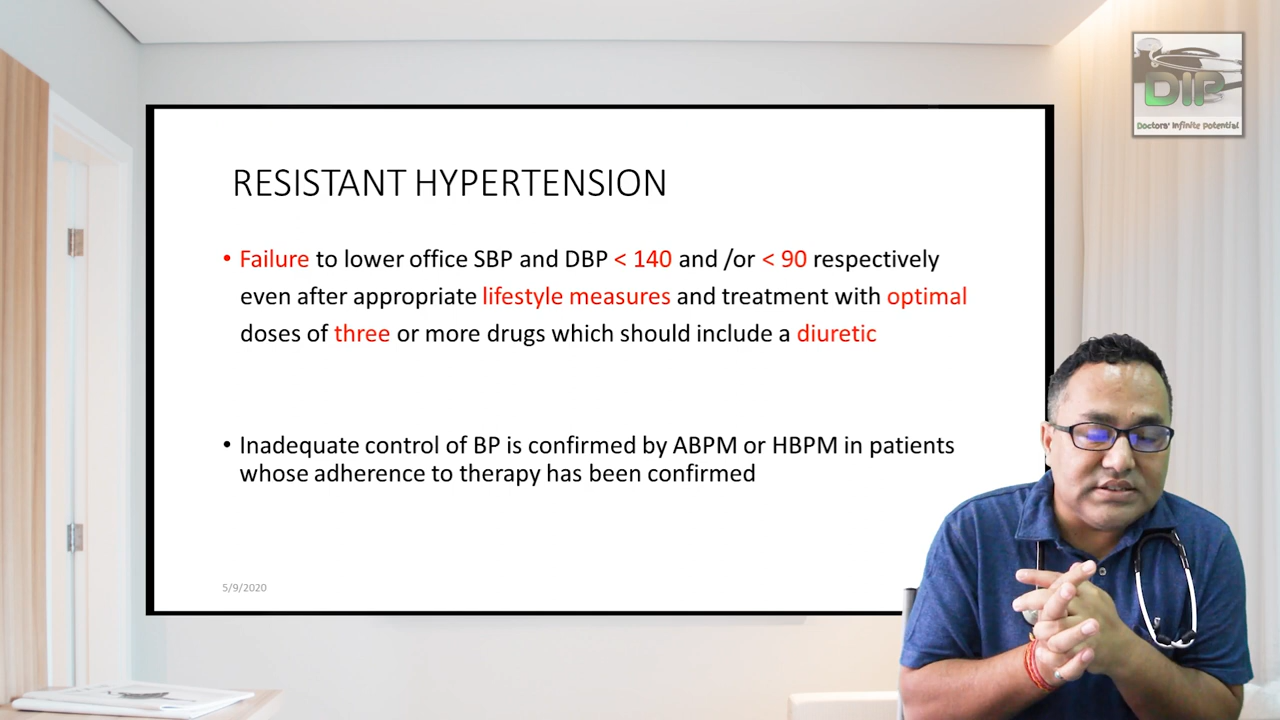 DIP
Doctors' Infinite Potential
RESISTANT HYPERTENSION
• Failure to lower office SBP and DBP < 140 and /or < 90 respectively
even after appropriate lifestyle measures and treatment with optimal
doses of three or more drugs which should include a diuretic
• Inadequate control of BP is confirmed by ABPM or HBPM in patients
whose adherence to therapy has been confirmed
5/9/2020